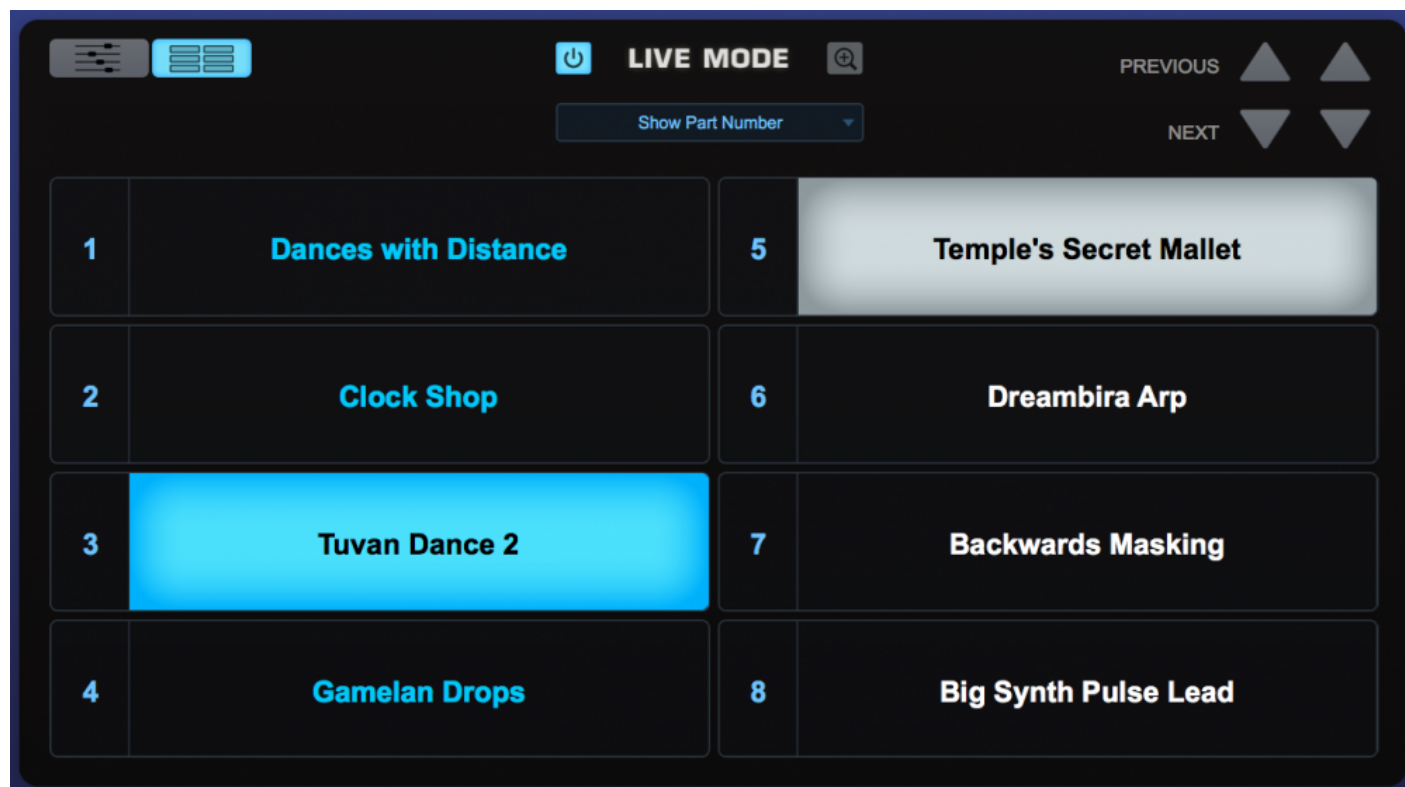 LIVE MODE
PREVIOUS
Show Part Number
NEXT
1 Dances with Distance
2 Clock Shop
3 Tuvan Dance 2
4 Gamelan Drops
5 Temple's Secret Mallet
6 Dreambira Arp
7 Backwards Masking
8 Big Synth Pulse Lead